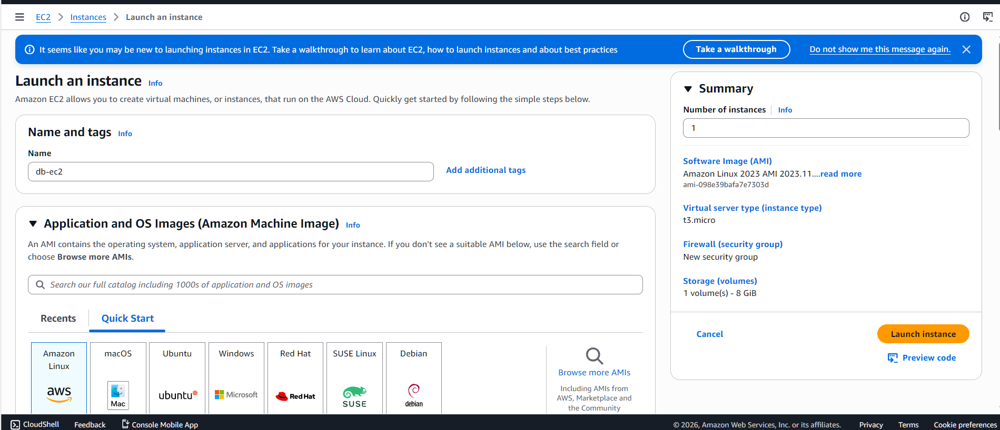 EC2 > Instances > Launch an instance
It seems like you may be new to launching instances in EC2. Take a walkthrough to learn about EC2, how to launch instances and about best practices
Take a walkthrough
Do not show me this message again.
Launch an instance Info
Amazon EC2 allows you to create virtual machines, or instances, that run on the AWS Cloud. Quickly get started by following the simple steps below.
Name and tags Info
Name
db-ec2
Add additional tags
Application and OS Images (Amazon Machine Image) Info
An AMI contains the operating system, application server, and applications for your instance. If you don't see a suitable AMI below, use the search field or
choose Browse more AMIs.
Search our full catalog including 1000s of application and OS images
Recents
Quick Start
Amazon
Linux
aws
macOS
Mac
Ubuntu
ubuntu
Windows
Microsoft
Red Hat
Red Hat
SUSE Linux
SUSE
Debian
debian
Browse more AMIs
Including AMIs from
AWS, Marketplace and
the Community
Summary
Number of instances Info
1
Software Image (AMI)
Amazon Linux 2023 AMI 2023.11....read more
ami-098e39bafa7e7303d
Virtual server type (instance type)
t3.micro
Firewall (security group)
New security group
Storage (volumes)
1 volume(s) - 8 GiB
Cancel
Launch instance
Preview code
CloudShell
Feedback
Console Mobile App
© 2026, Amazon Web Services, Inc. or its affiliates.
Privacy
Terms
Cookie preferences